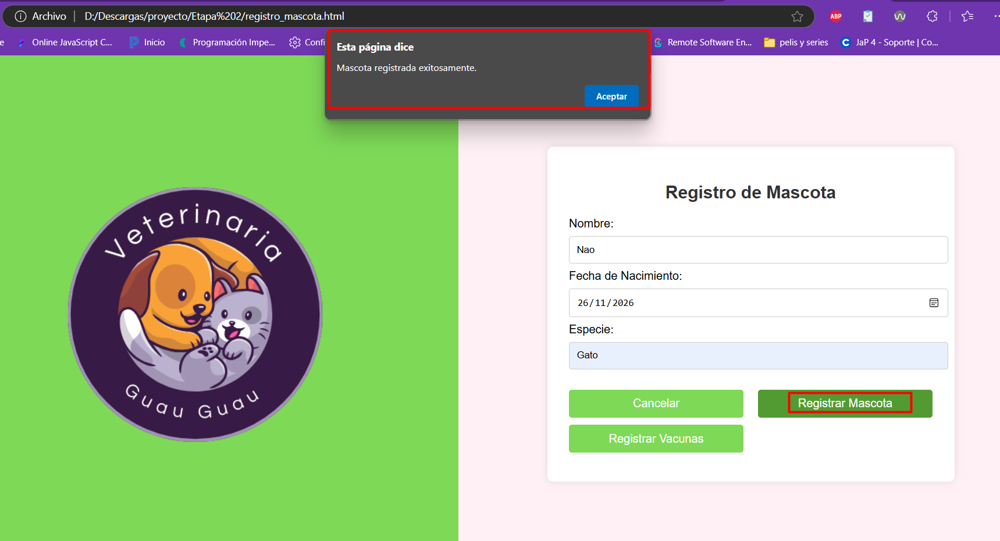 Archivo | D:/Descargas/proyecto/Etapa%202/registro_mascota.html
ABP
e Online JavaScript C... Inicio Programación Impe... Confi Remote Software En... pelis y series JaP 4 - Soporte | Co...
Esta página dice
Mascota registrada exitosamente.
Aceptar
Veterinaria
Guau Guau
Registro de Mascota
Nombre:
Nao
Fecha de Nacimiento:
26/11/2026
Especie:
Gato
Cancelar
Registrar Mascota
Registrar Vacunas